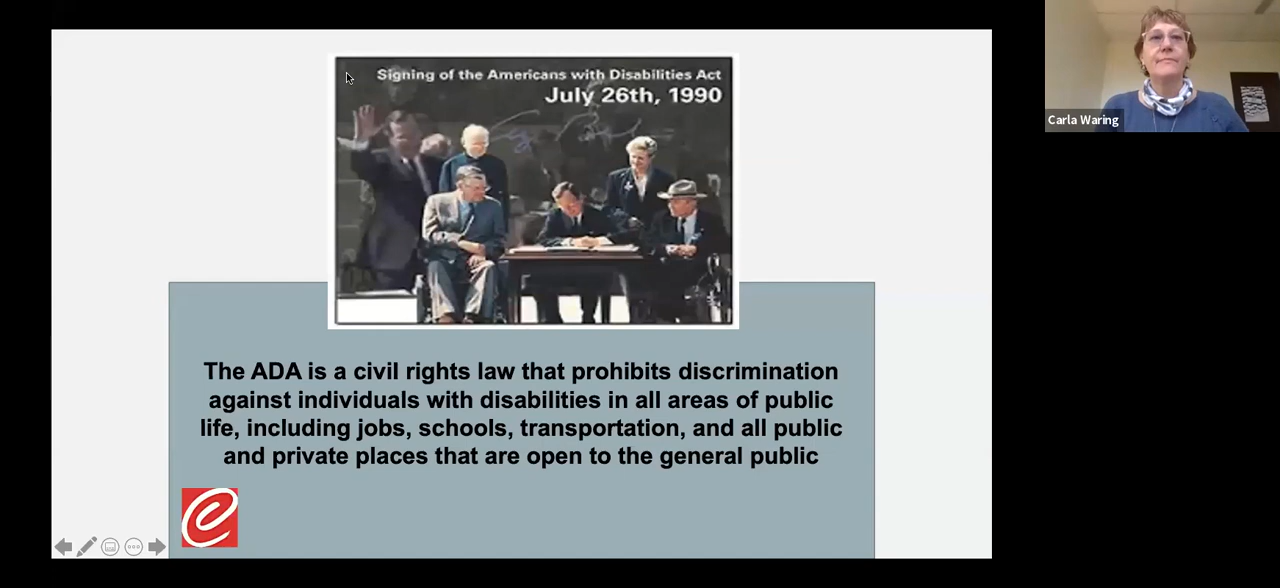 Signing of the Americans with Disabilities Act
July 26th, 1990
Carla Waring
The ADA is a civil rights law that prohibits discrimination
against individuals with disabilities in all areas of public
life, including jobs, schools, transportation, and all public
and private places that are open to the general public